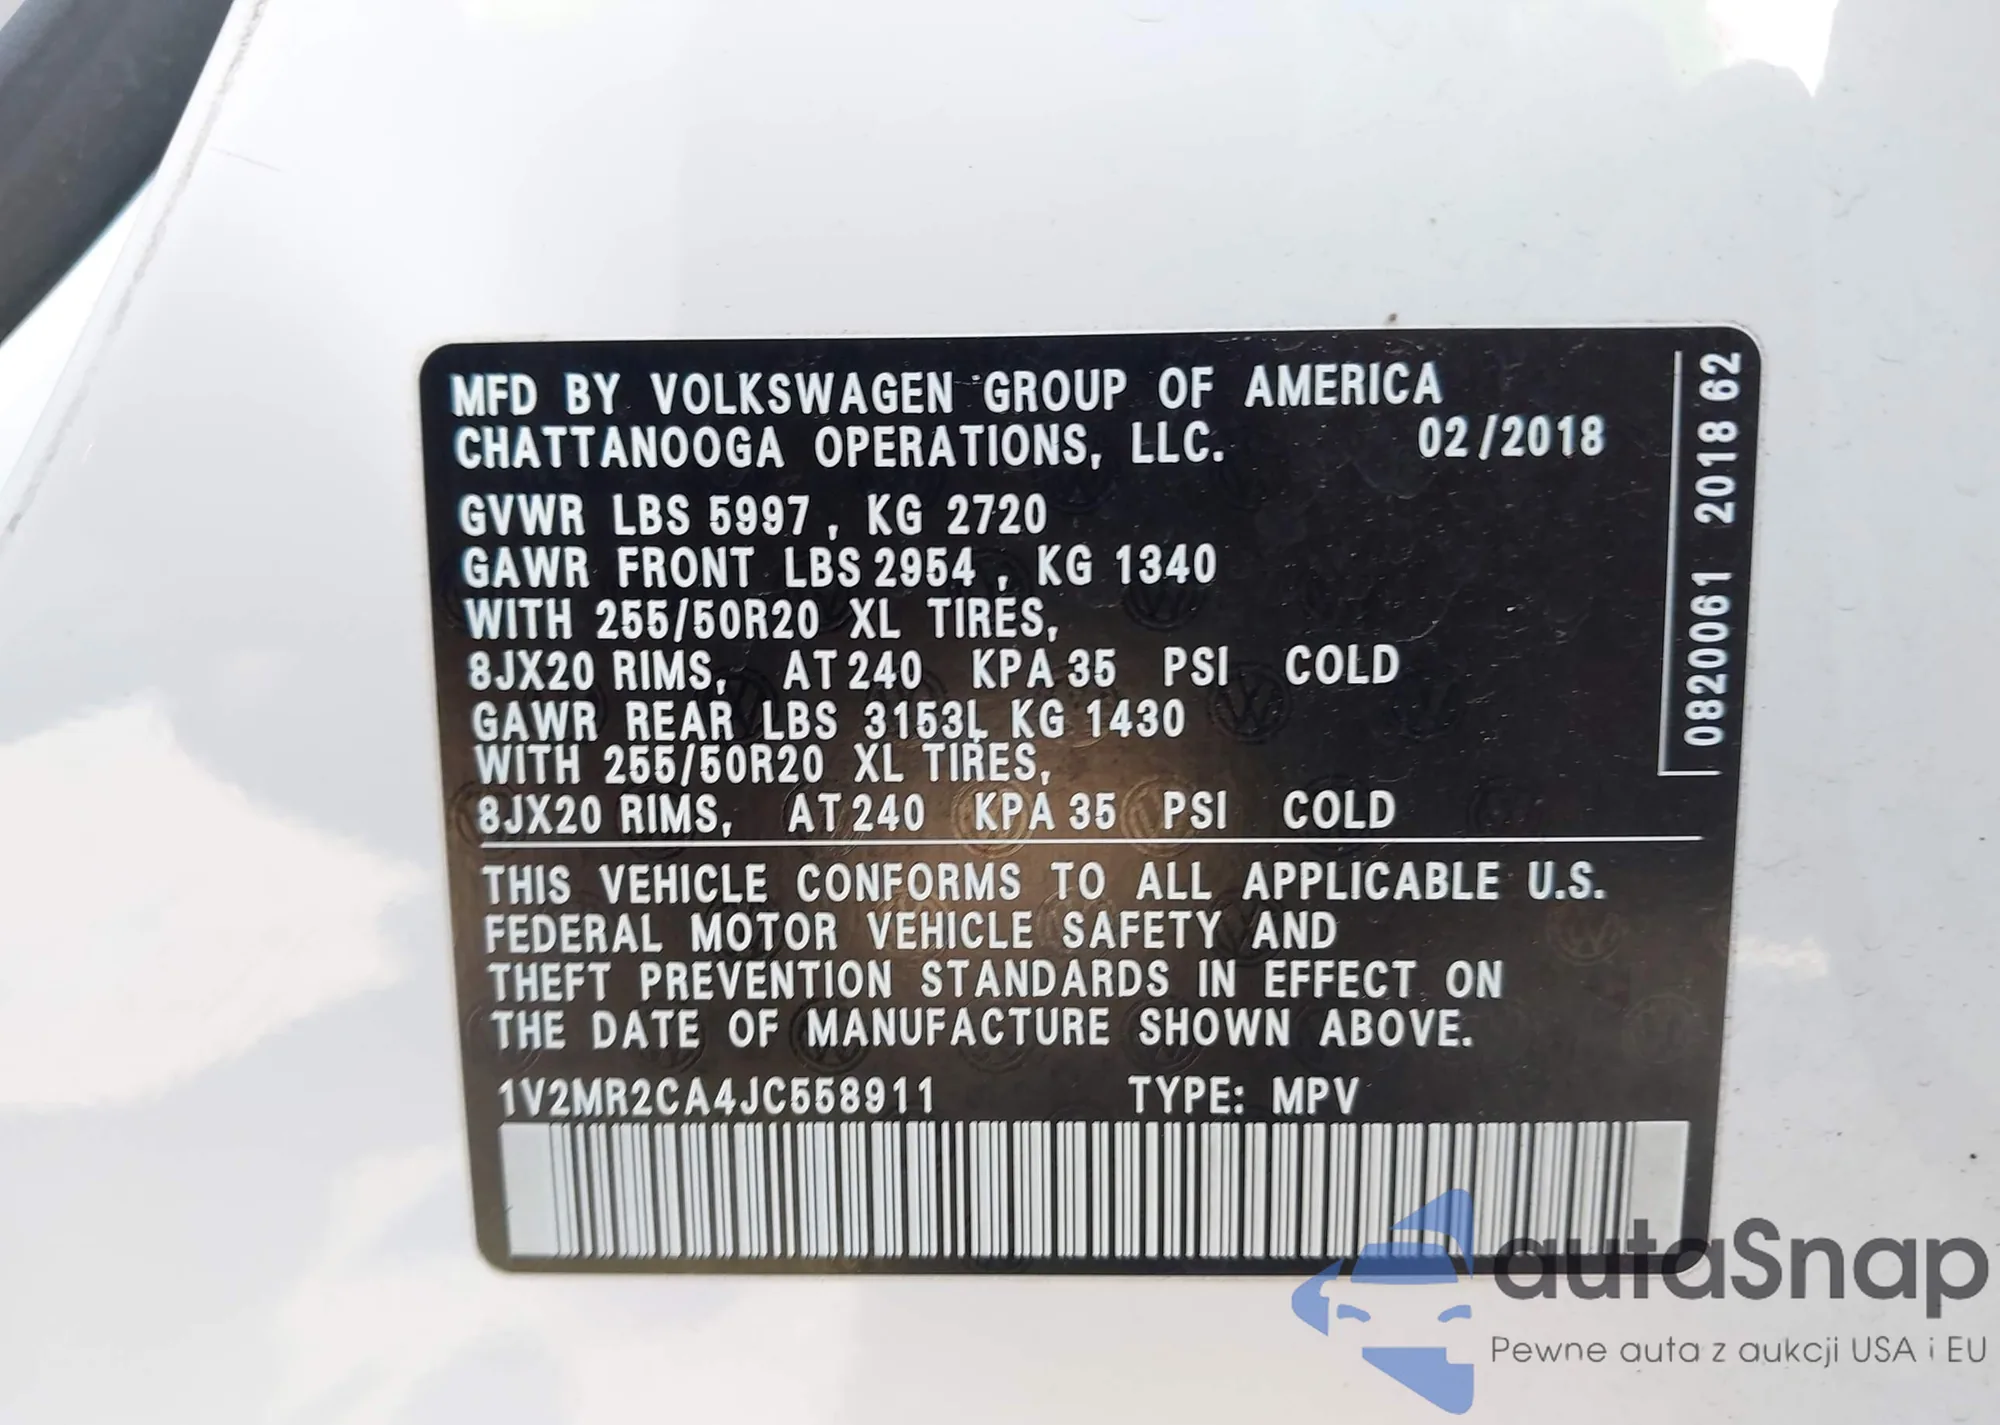 MFD BY VOLKSWAGEN GROUP OF AMERICA
CHATTANOOGA OPERATIONS, LLC. 02/2018
GVWR LBS 5997, KG 2720
GAWR FRONT LBS 2954, KG 1340
WITH 255/50R20 XL TIRES,
8JX20 RIMS, AT 240 KPA 35 PSI COLD
GAWR REAR LBS 3153L KG 1430
WITH 255/50R20 XL TIRES,
8JX20 RIMS, AT 240 KPA 35 PSI COLD
0820061 2018 62
THIS VEHICLE CONFORMS TO ALL APPLICABLE U.S.
FEDERAL MOTOR VEHICLE SAFETY AND
THEFT PREVENTION STANDARDS IN EFFECT ON
THE DATE OF MANUFACTURE SHOWN ABOVE.
1V2MR2CA4JC558911 TYPE: MPV
autaSnap
Pewne auta z aukcji USA i EU